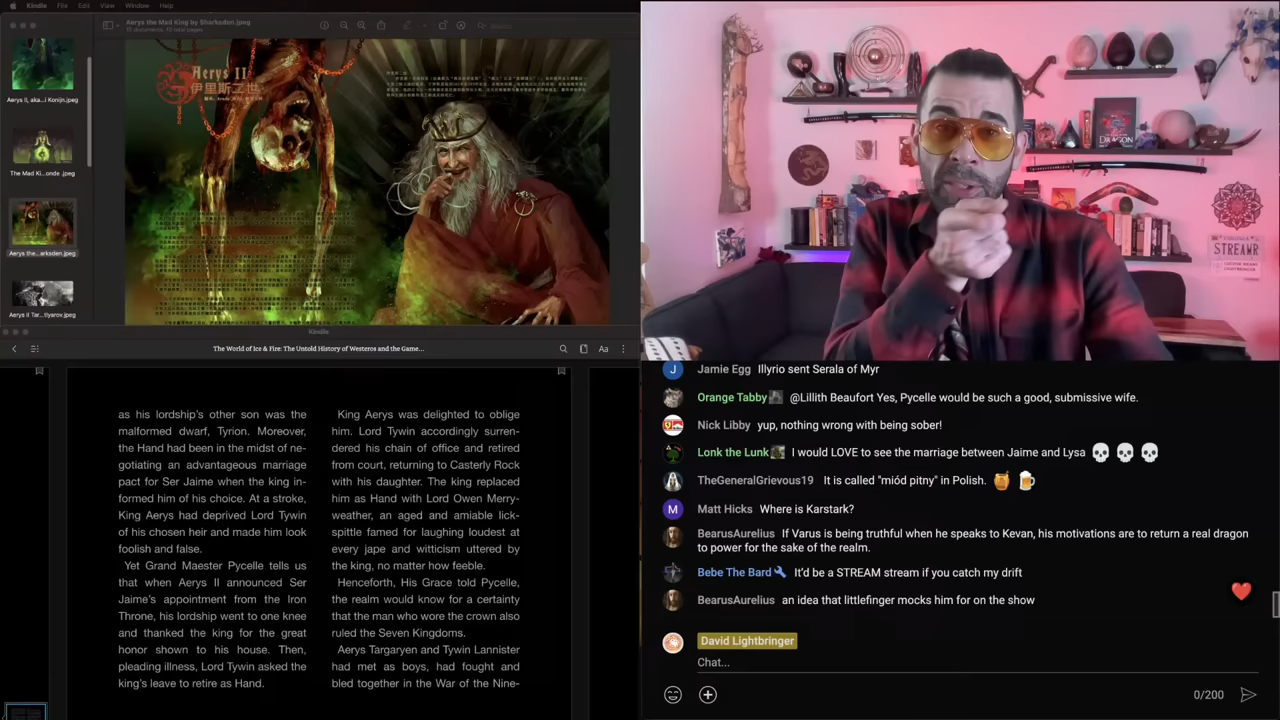 Kindle File Edit View Window Help
Aerys the Mad King by Sharksden.jpeg
Search
Aerys II, aka...i Konijn.jpeg
The Mad Ki...onde .jpeg
Aerys the...arksden.jpeg
Aerys II Tar...tiyarov.jpeg
Aerys II
伊里斯二世
Kindle
The World of Ice & Fire: The Untold History of Westeros and the Game...
Aa
as his lordship's other son was the
malformed dwarf, Tyrion. Moreover,
the Hand had been in the midst of ne-
gotiating an advantageous marriage
pact for Ser Jaime when the king in-
formed him of his choice. At a stroke,
King Aerys had deprived Lord Tywin
of his chosen heir and made him look
foolish and false.
Yet Grand Maester Pycelle tells us
that when Aerys II announced Ser
Jaime's appointment from the Iron
Throne, his lordship went to one knee
and thanked the king for the great
honor shown to his house. Then,
pleading illness, Lord Tywin asked the
king's leave to retire as Hand.
King Aerys was delighted to oblige
him. Lord Tywin accordingly surren-
dered his chain of office and retired
from court, returning to Casterly Rock
with his daughter. The king replaced
him as Hand with Lord Owen Merry-
weather, an aged and amiable lick-
spittle famed for laughing loudest at
every jape and witticism uttered by
the king, no matter how feeble.
Henceforth, His Grace told Pycelle,
the realm would know for a certainty
that the man who wore the crown also
ruled the Seven Kingdoms.
Aerys Targaryen and Tywin Lannister
had met as boys, had fought and
bled together in the War of the Nine-
DRAGON
STREAMR
J
Jamie Egg Illyrio sent Serala of Myr
Orange Tabby @Lillith Beaufort Yes, Pycelle would be such a good, submissive wife.
Nick Libby yup, nothing wrong with being sober!
Lonk the Lunk I would LOVE to see the marriage between Jaime and Lysa 💀 💀 💀
TheGeneralGrievous19 It is called "miód pitny" in Polish. 🍯 🍺
M
Matt Hicks Where is Karstark?
BearusAurelius If Varus is being truthful when he speaks to Kevan, his motivations are to return a real dragon
to power for the sake of the realm.
Bebe The Bard It'd be a STREAM stream if you catch my drift
BearusAurelius an idea that littlefinger mocks him for on the show
David Lightbringer
Chat...
0/200